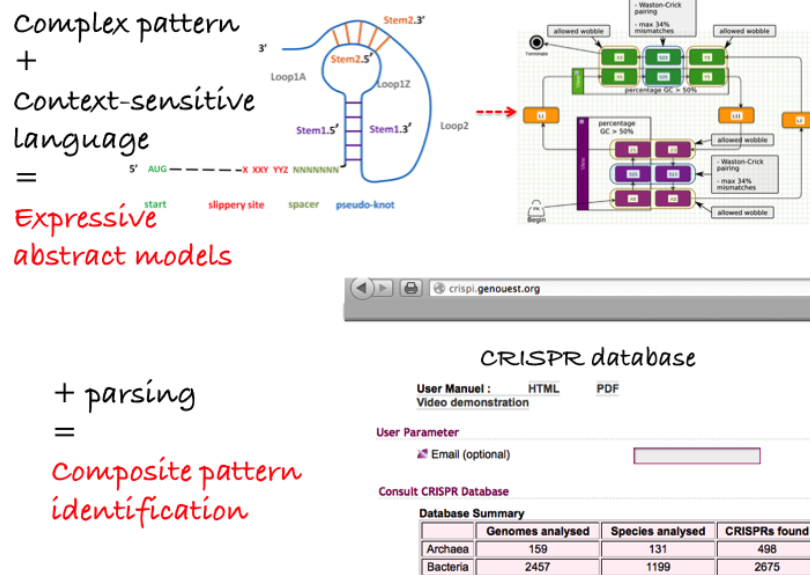 Complex pattern
+
Context-sensitive
language
=
Expressive
abstract models
Stem2.3'
3'
Stem2.5'
Loop1A
Loop1Z
Stem1.5'
Stem1.3'
Loop2
5' AUG X XXY YYZ NNNNNNN
start slippery site spacer pseudo-knot
- Waston-Crick
pairing
- max 34%
mismatches
allowed wobble
allowed wobble
Terminate
percentage GC > 50%
L1
L2
percentage
GC > 50%
allowed wobble
- Waston-Crick
pairing
- max 34%
mismatches
allowed wobble
Begin
crispi.genouest.org
+ parsing
=
Composite pattern
identification
CRISPR database
User Manuel : HTML PDF
Video demonstration
User Parameter
Email (optional)
Consult CRISPR Database
Database Summary
Genomes analysed Species analysed CRISPRs found
Archaea 159 131 498
Bacteria 2457 1199 2675